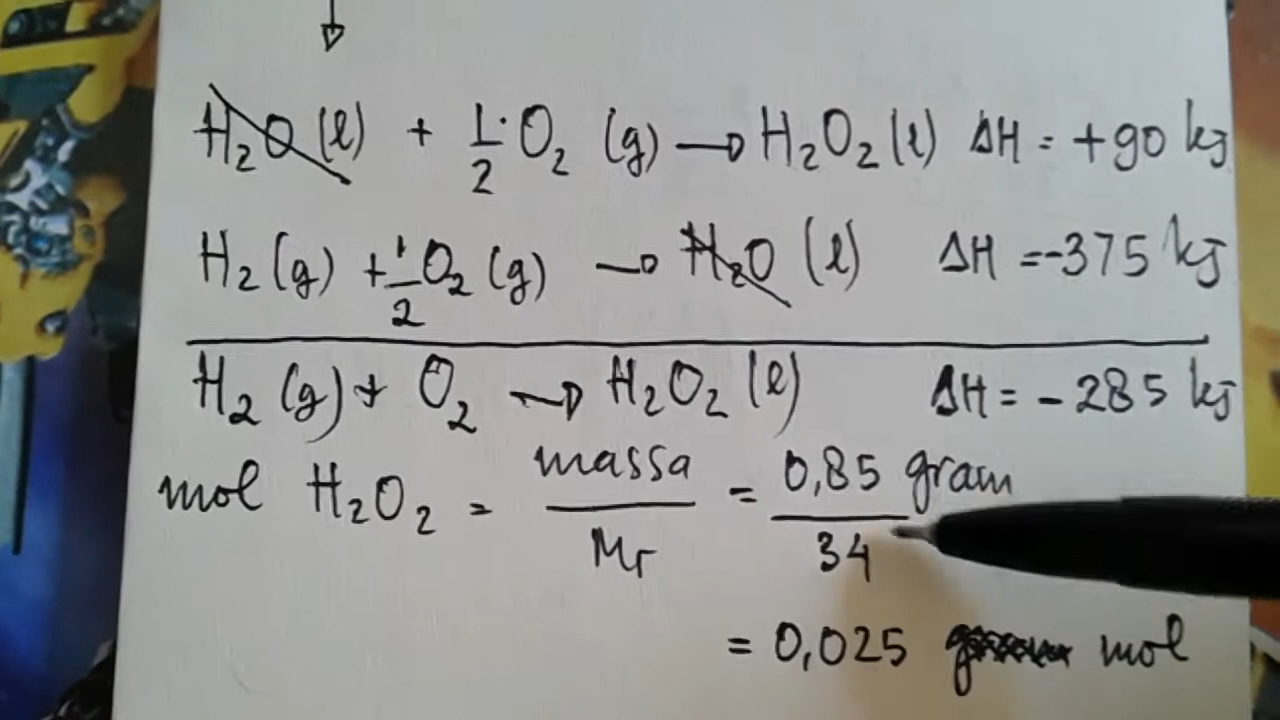 H₂O (l) + 1/2 · O₂ (g) → H₂O₂ (l) ΔH = +90 kj
H₂ (g) + 1/2 O₂ (g) → H₂O (l) ΔH = -375 kj
H₂ (g) + O₂ → H₂O₂ (l) ΔH = - 285 kj
mol H₂O₂ = massa / Mr = 0,85 gram / 34
= 0,025 mol